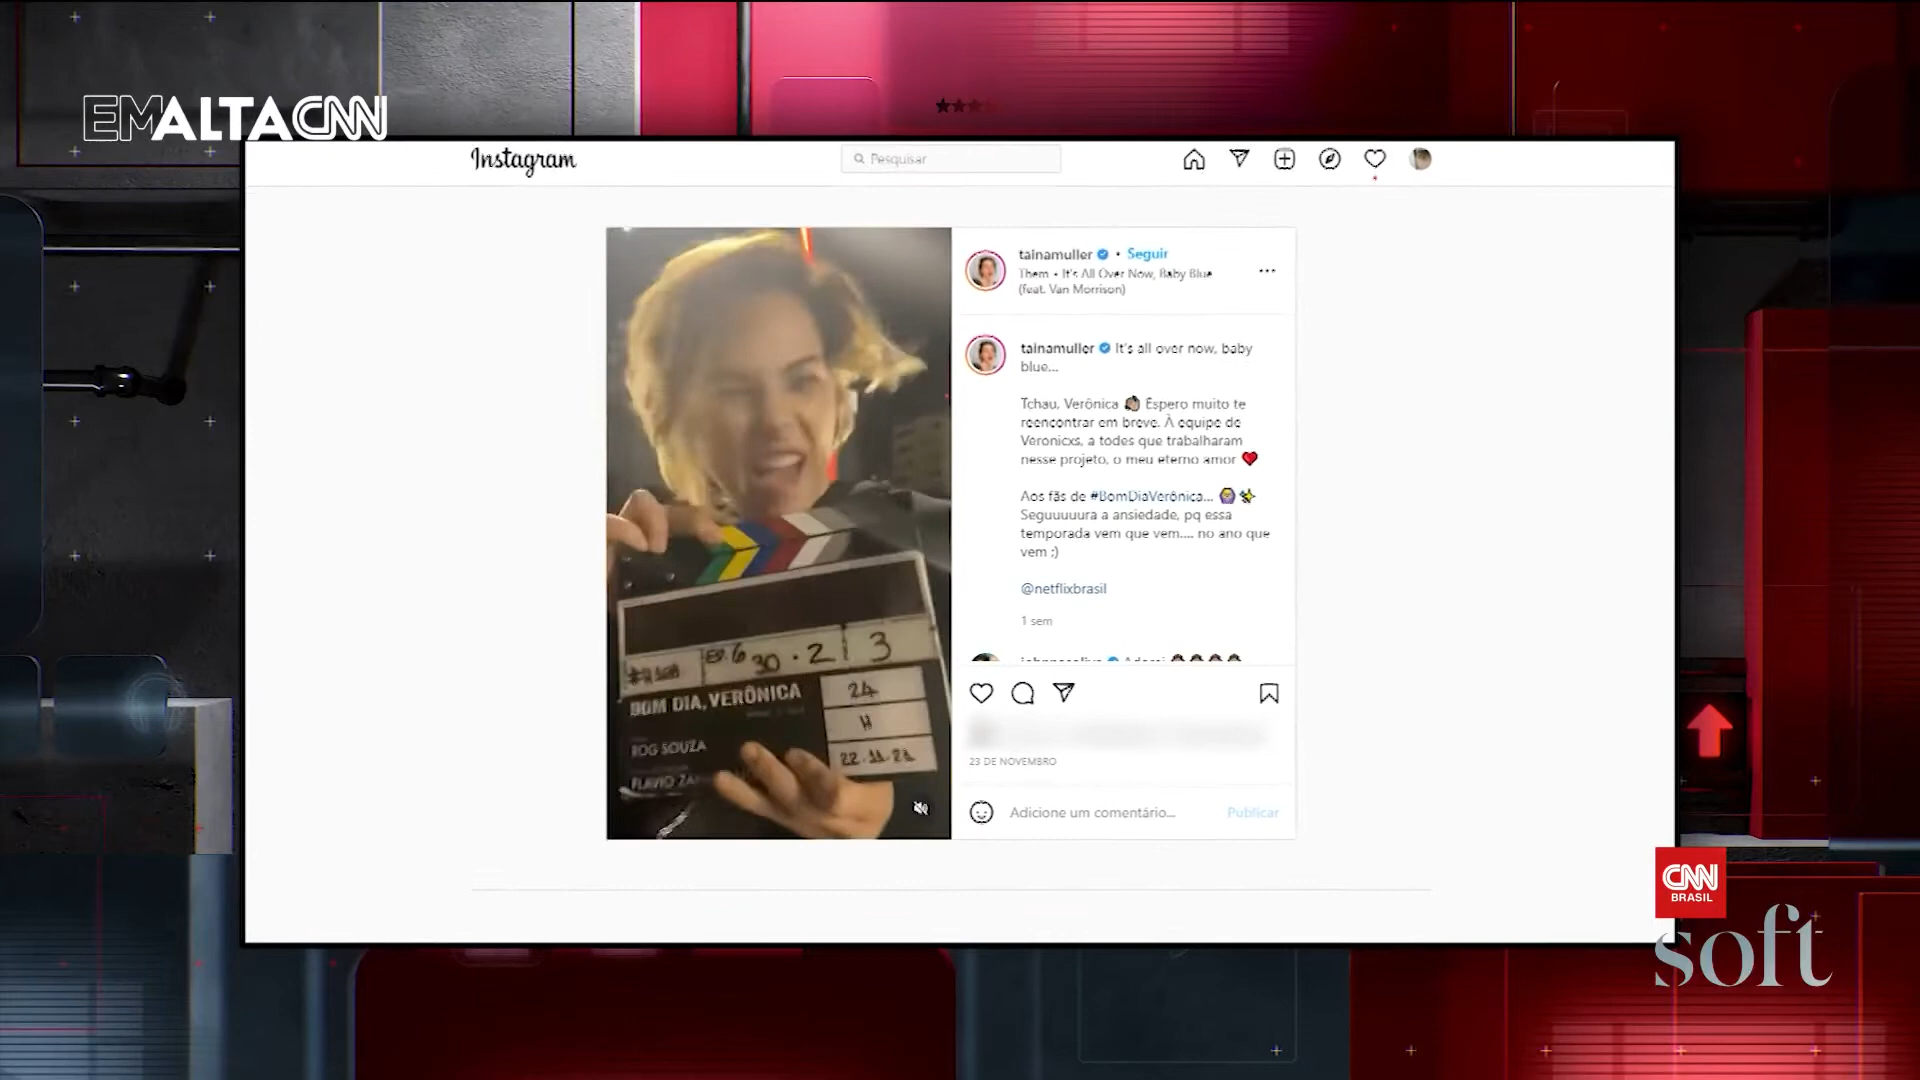 EMALTACNN
Instagram
Pesquisar
tainamuller • Seguir
Them • It's All Over Now, Baby Blue
(feat. Van Morrison)
tainamuller It's all over now, baby
blue...
Tchau, Verônica Espero muito te
reencontrar em breve. À equipe de
Veronicxs, a todes que trabalharam
nesse projeto, o meu eterno amor
Aos fãs de #BomDiaVerônica...
Seguuuuura a ansiedade, pq essa
temporada vem que vem.... no ano que
vem ;)
@netflixbrasil
1 sem
Adorei
EP. 6 30 . 2 3
BOM DIA, VERÔNICA
24
ROG SOUZA
22.11.21
FLAVIO
23 DE NOVEMBRO
Adicione um comentário...
Publicar
CNN
BRASIL
soft